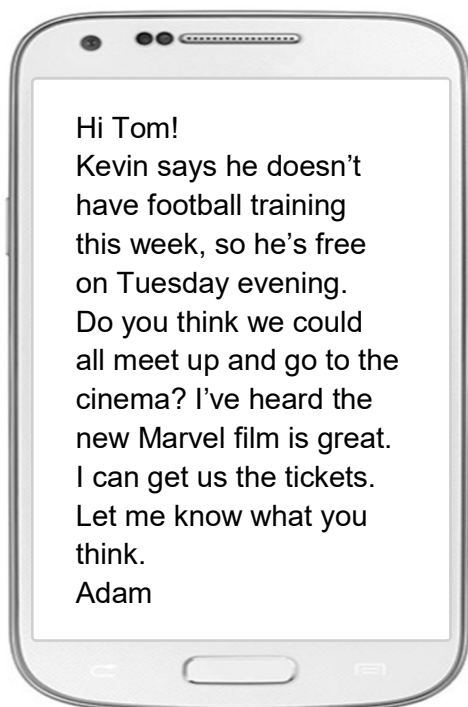 Hi Tom!
Kevin says he doesn’t
have football training
this week, so he’s free
on Tuesday evening.
Do you think we could
all meet up and go to the
cinema? I’ve heard the
new Marvel film is great.
I can get us the tickets.
Let me know what you
think.
Adam